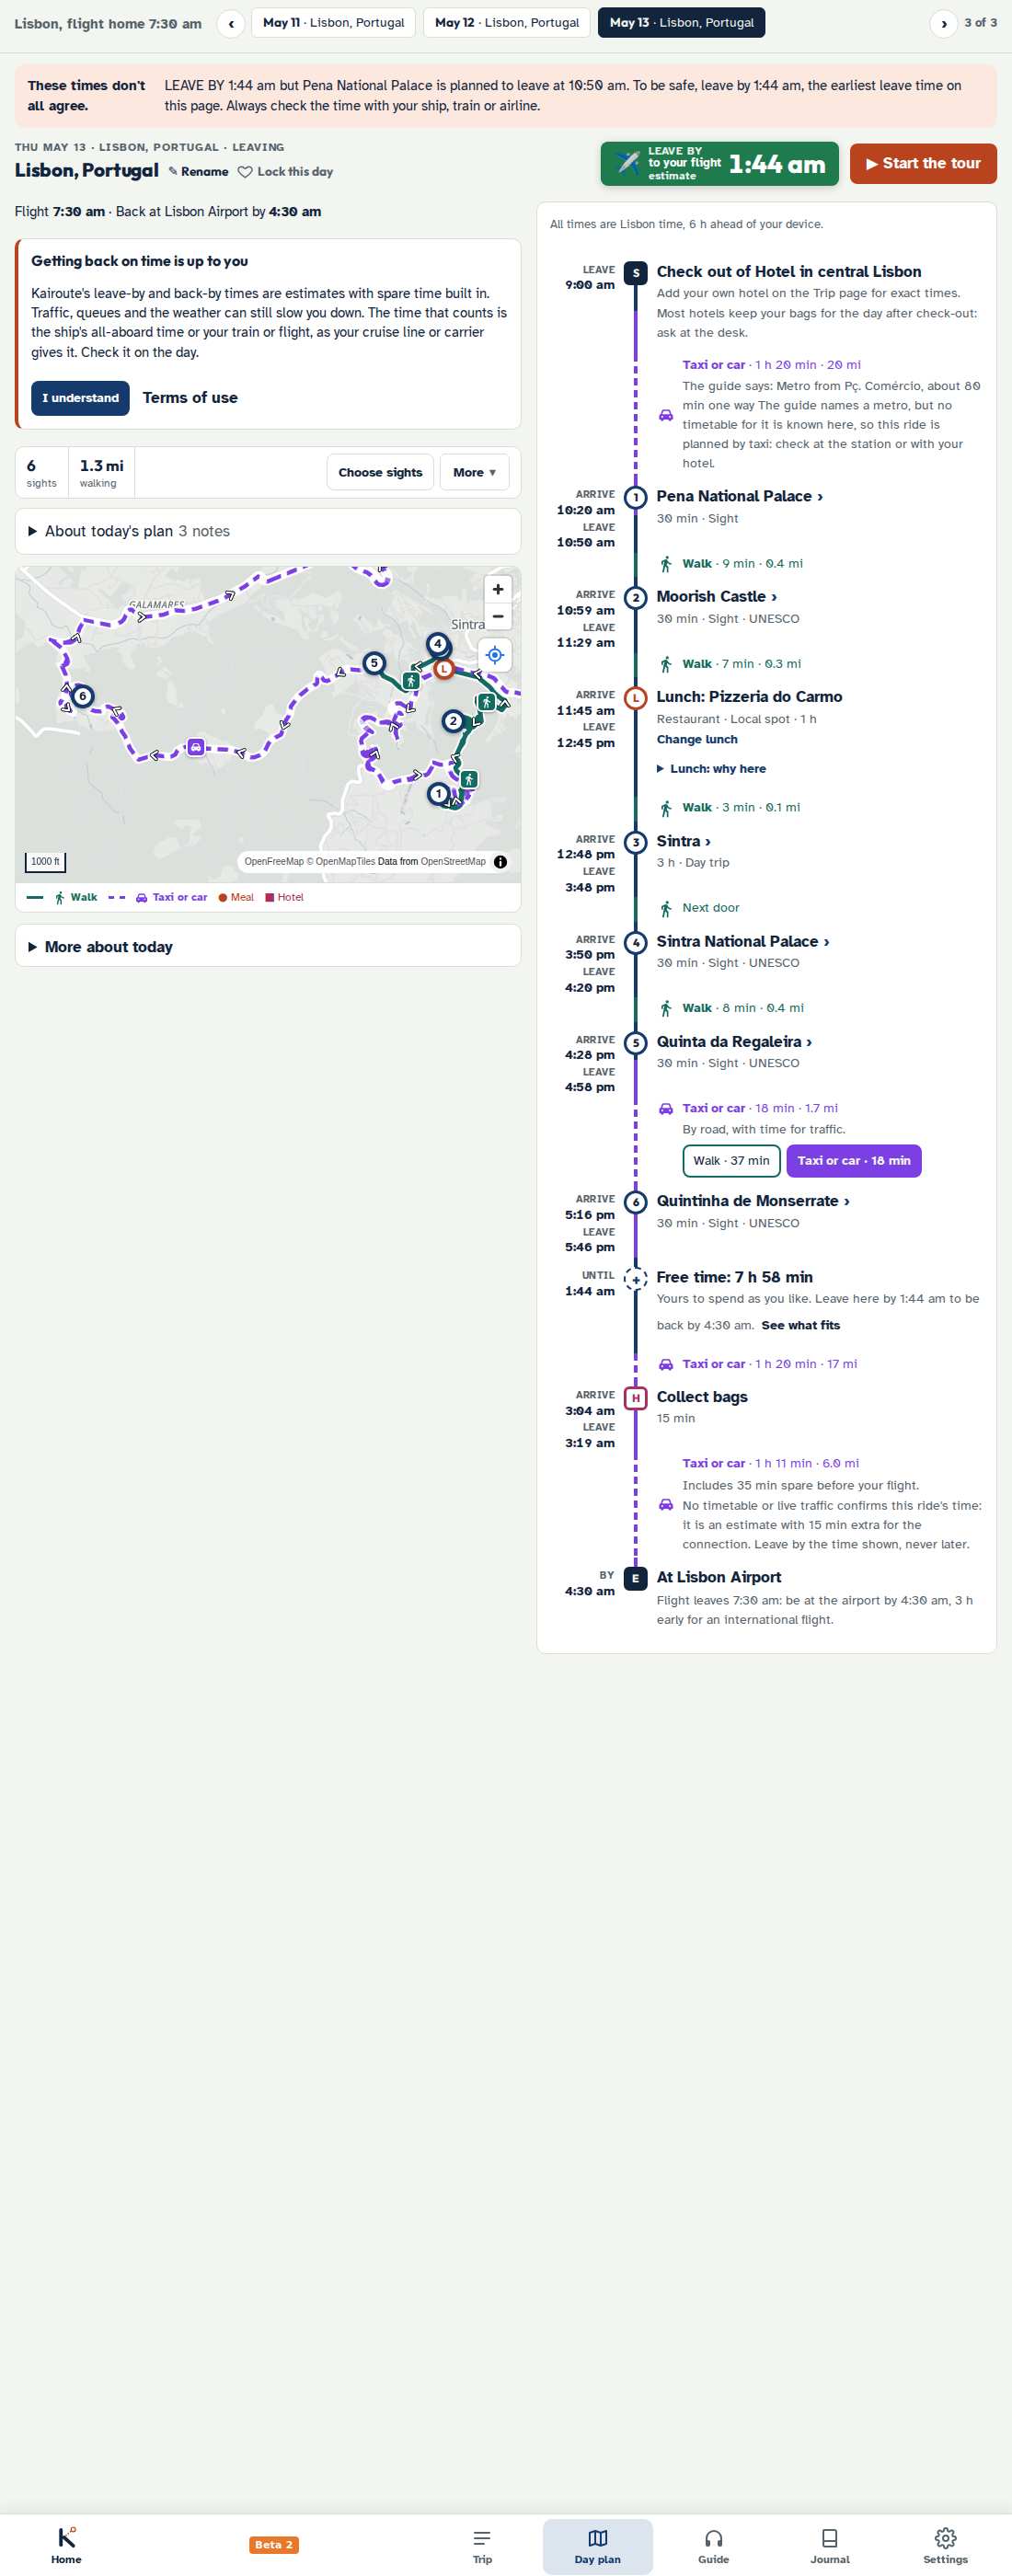 Lisbon, flight home 7:30 am
‹
May 11 · Lisbon, Portugal
May 12 · Lisbon, Portugal
May 13 · Lisbon, Portugal
›
3 of 3
These times don't
all agree.
LEAVE BY 1:44 am but Pena National Palace is planned to leave at 10:50 am. To be safe, leave by 1:44 am, the earliest leave time on
this page. Always check the time with your ship, train or airline.
THU MAY 13 · LISBON, PORTUGAL · LEAVING
Lisbon, Portugal
✎ Rename
Lock this day
LEAVE BY
to your flight
estimate
1:44 am
▶ Start the tour
Flight 7:30 am · Back at Lisbon Airport by 4:30 am
Getting back on time is up to you
Kairoute's leave-by and back-by times are estimates with spare time built in.
Traffic, queues and the weather can still slow you down. The time that counts is
the ship's all-aboard time or your train or flight, as your cruise line or carrier
gives it. Check it on the day.
I understand
Terms of use
6
sights
1.3 mi
walking
Choose sights
More ▼
▶ About today's plan 3 notes
GALAMARES
Sintra
+
−
4
5
L
6
2
1
1000 ft
OpenFreeMap © OpenMapTiles Data from OpenStreetMap
Walk
Taxi or car
Meal
Hotel
▶ More about today
All times are Lisbon time, 6 h ahead of your device.
LEAVE
9:00 am
S
Check out of Hotel in central Lisbon
Add your own hotel on the Trip page for exact times.
Most hotels keep your bags for the day after check-out:
ask at the desk.
Taxi or car · 1 h 20 min · 20 mi
The guide says: Metro from Pç. Comércio, about 80
min one way The guide names a metro, but no
timetable for it is known here, so this ride is
planned by taxi: check at the station or with your
hotel.
ARRIVE
10:20 am
LEAVE
10:50 am
1
Pena National Palace ›
30 min · Sight
Walk · 9 min · 0.4 mi
ARRIVE
10:59 am
LEAVE
11:29 am
2
Moorish Castle ›
30 min · Sight · UNESCO
Walk · 7 min · 0.3 mi
ARRIVE
11:45 am
LEAVE
12:45 pm
L
Lunch: Pizzeria do Carmo
Restaurant · Local spot · 1 h
Change lunch
▶ Lunch: why here
Walk · 3 min · 0.1 mi
ARRIVE
12:48 pm
LEAVE
3:48 pm
3
Sintra ›
3 h · Day trip
Next door
ARRIVE
3:50 pm
LEAVE
4:20 pm
4
Sintra National Palace ›
30 min · Sight · UNESCO
Walk · 8 min · 0.4 mi
ARRIVE
4:28 pm
LEAVE
4:58 pm
5
Quinta da Regaleira ›
30 min · Sight · UNESCO
Taxi or car · 18 min · 1.7 mi
By road, with time for traffic.
Walk · 37 min
Taxi or car · 18 min
ARRIVE
5:16 pm
LEAVE
5:46 pm
6
Quintinha de Monserrate ›
30 min · Sight · UNESCO
UNTIL
1:44 am
+
Free time: 7 h 58 min
Yours to spend as you like. Leave here by 1:44 am to be
back by 4:30 am. See what fits
Taxi or car · 1 h 20 min · 17 mi
ARRIVE
3:04 am
LEAVE
3:19 am
H
Collect bags
15 min
Taxi or car · 1 h 11 min · 6.0 mi
Includes 35 min spare before your flight.
No timetable or live traffic confirms this ride's time:
it is an estimate with 15 min extra for the
connection. Leave by the time shown, never later.
BY
4:30 am
E
At Lisbon Airport
Flight leaves 7:30 am: be at the airport by 4:30 am, 3 h
early for an international flight.
Home
Beta 2
Trip
Day plan
Guide
Journal
Settings